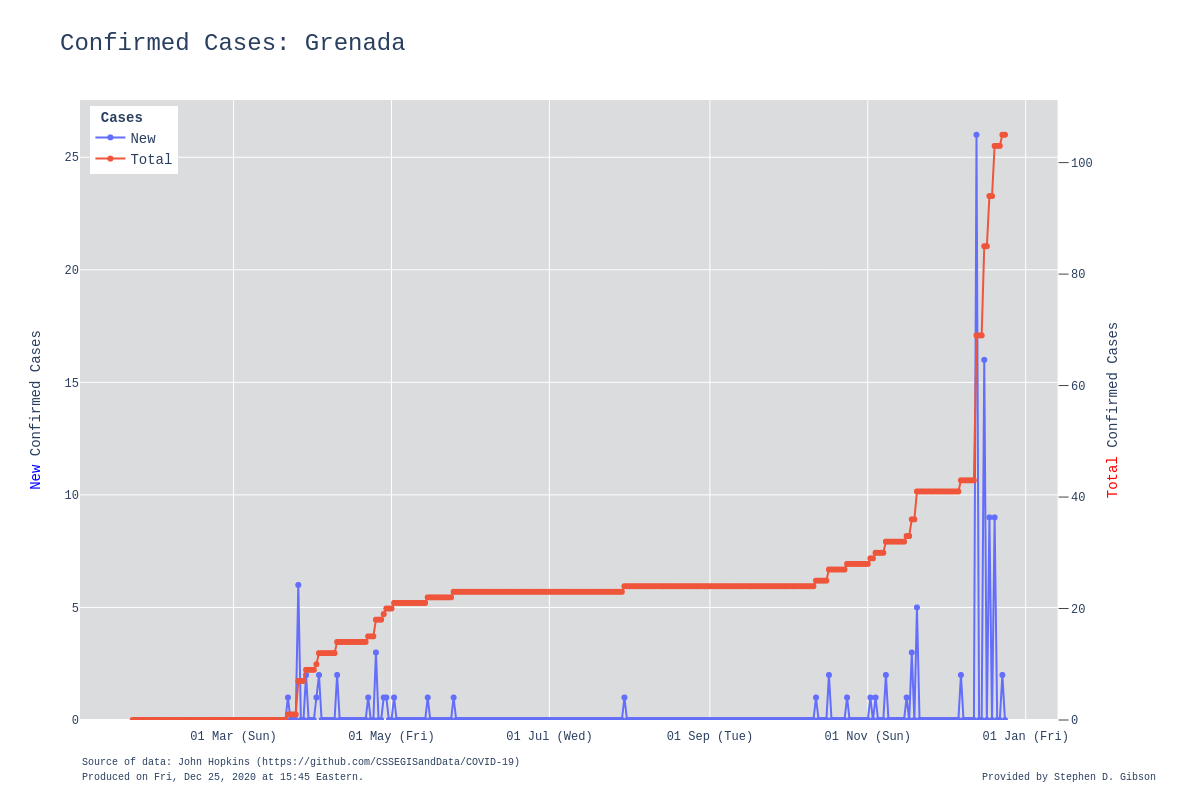 Confirmed Cases: Grenada
Cases
New
Total
25
20
15
10
5
0
100
80
60
40
20
0
New Confirmed Cases
Total Confirmed Cases
01 Mar (Sun)
01 May (Fri)
01 Jul (Wed)
01 Sep (Tue)
01 Nov (Sun)
01 Jan (Fri)
Source of data: John Hopkins (https://github.com/CSSEGISandData/COVID-19)
Produced on Fri, Dec 25, 2020 at 15:45 Eastern.
Provided by Stephen D. Gibson